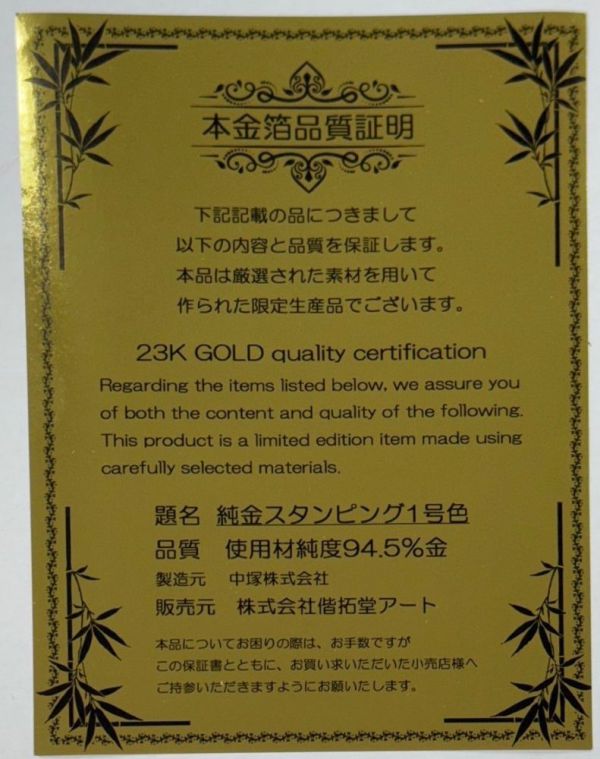 本金箔品質証明
下記記載の品につきまして
以下の内容と品質を保証します。
本品は厳選された素材を用いて
作られた限定生産品でございます。
23K GOLD quality certification
Regarding the items listed below, we assure you
of both the content and quality of the following.
This product is a limited edition item made using
carefully selected materials.
題名 純金スタンピング1号色
品質 使用材純度94.5%金
製造元 中塚株式会社
販売元 株式会社偕拓堂アート
本品についてお困りの際は、お手数ですが
この保証書とともに、お買い求いただいた小売店様へ
ご持参いただきますようにお願いたします。